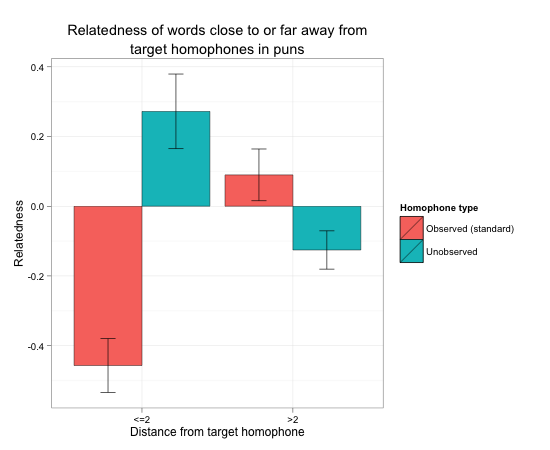 Relatedness of words close to or far away from
target homophones in puns
0.4
0.2
0.0
-0.2
-0.4
Relatedness
<=2
>2
Distance from target homophone
Homophone type
Observed (standard)
Unobserved